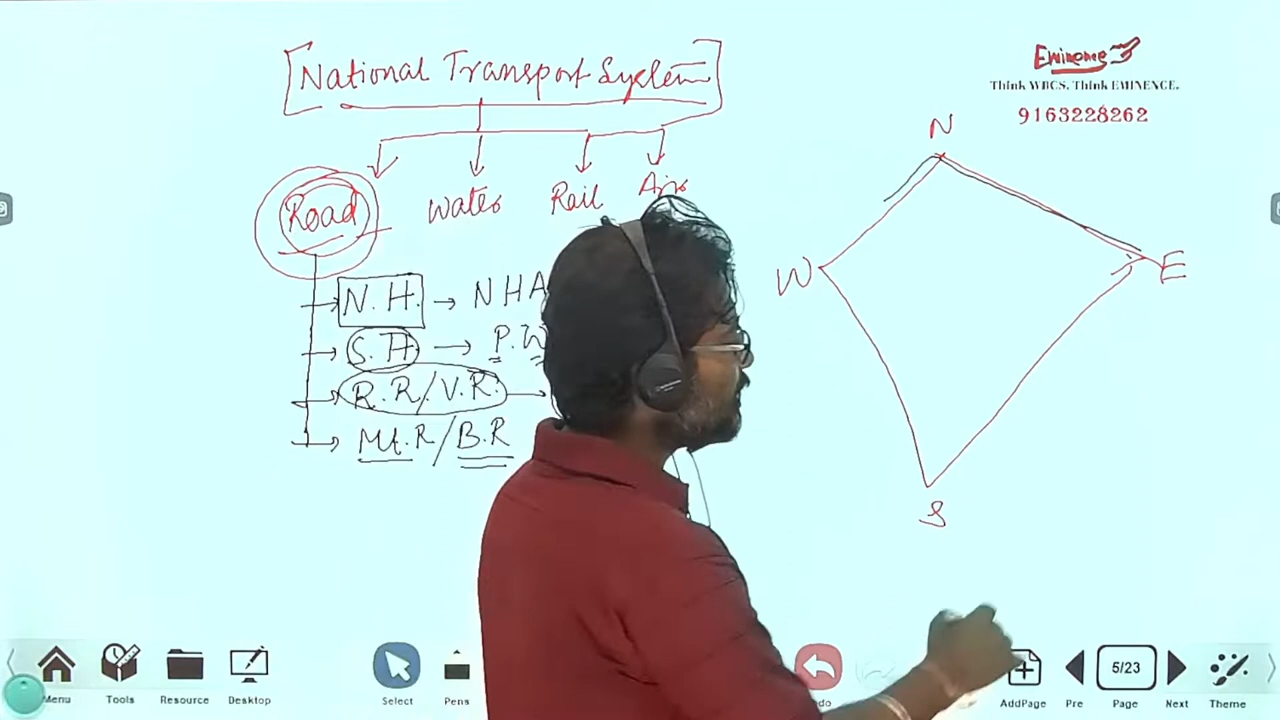 [National Transport System]
Road
Water
Rail
Air
N.H. → NHA
S.H → P.W
R.R/V.R. →
Mt.R/B.R
Eminence
Think WBCS. Think EMINENCE.
9163228262
N
W
E
S
Menu
Tools
Resource
Desktop
Select
Pens
AddPage
Pre
5/23
Page
Next
Theme